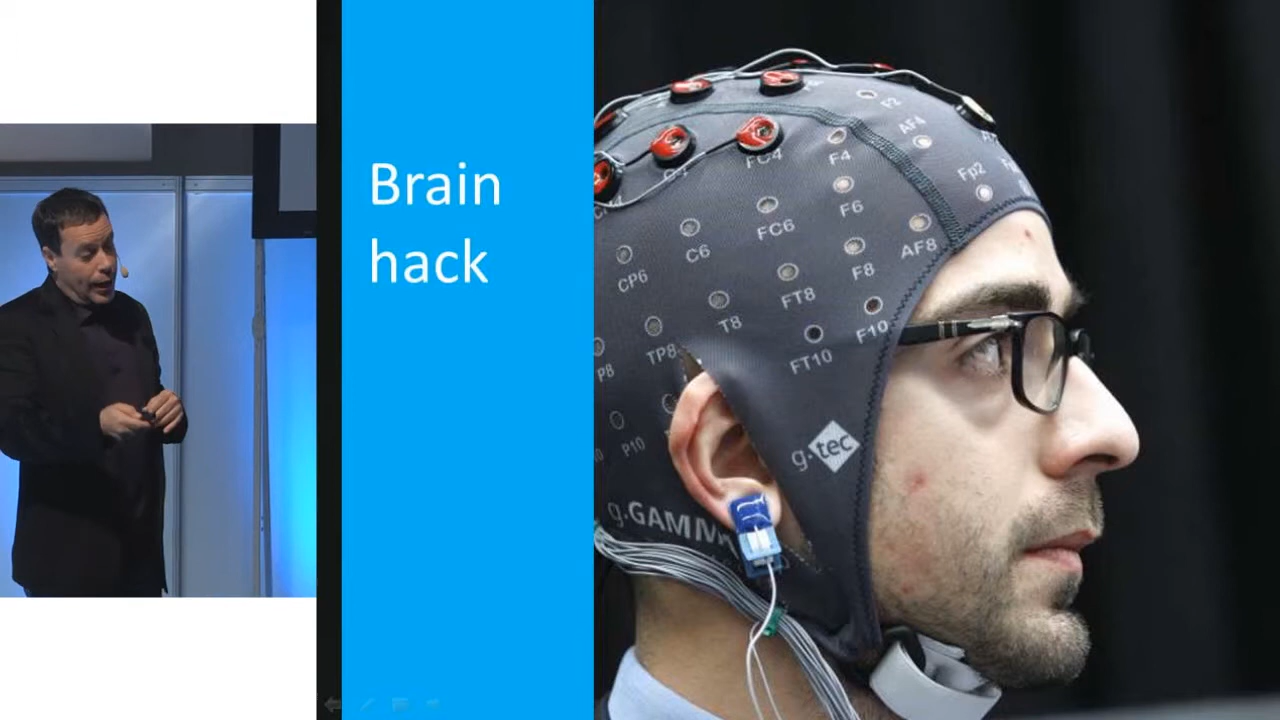 Brain
hack
F2
AF4
F4
FC4
Fp2
F6
FC6
C6
AF8
F8
CP6
FT8
T8
F10
TP8
FT10
P8
P10
g.tec
g.GAMMA